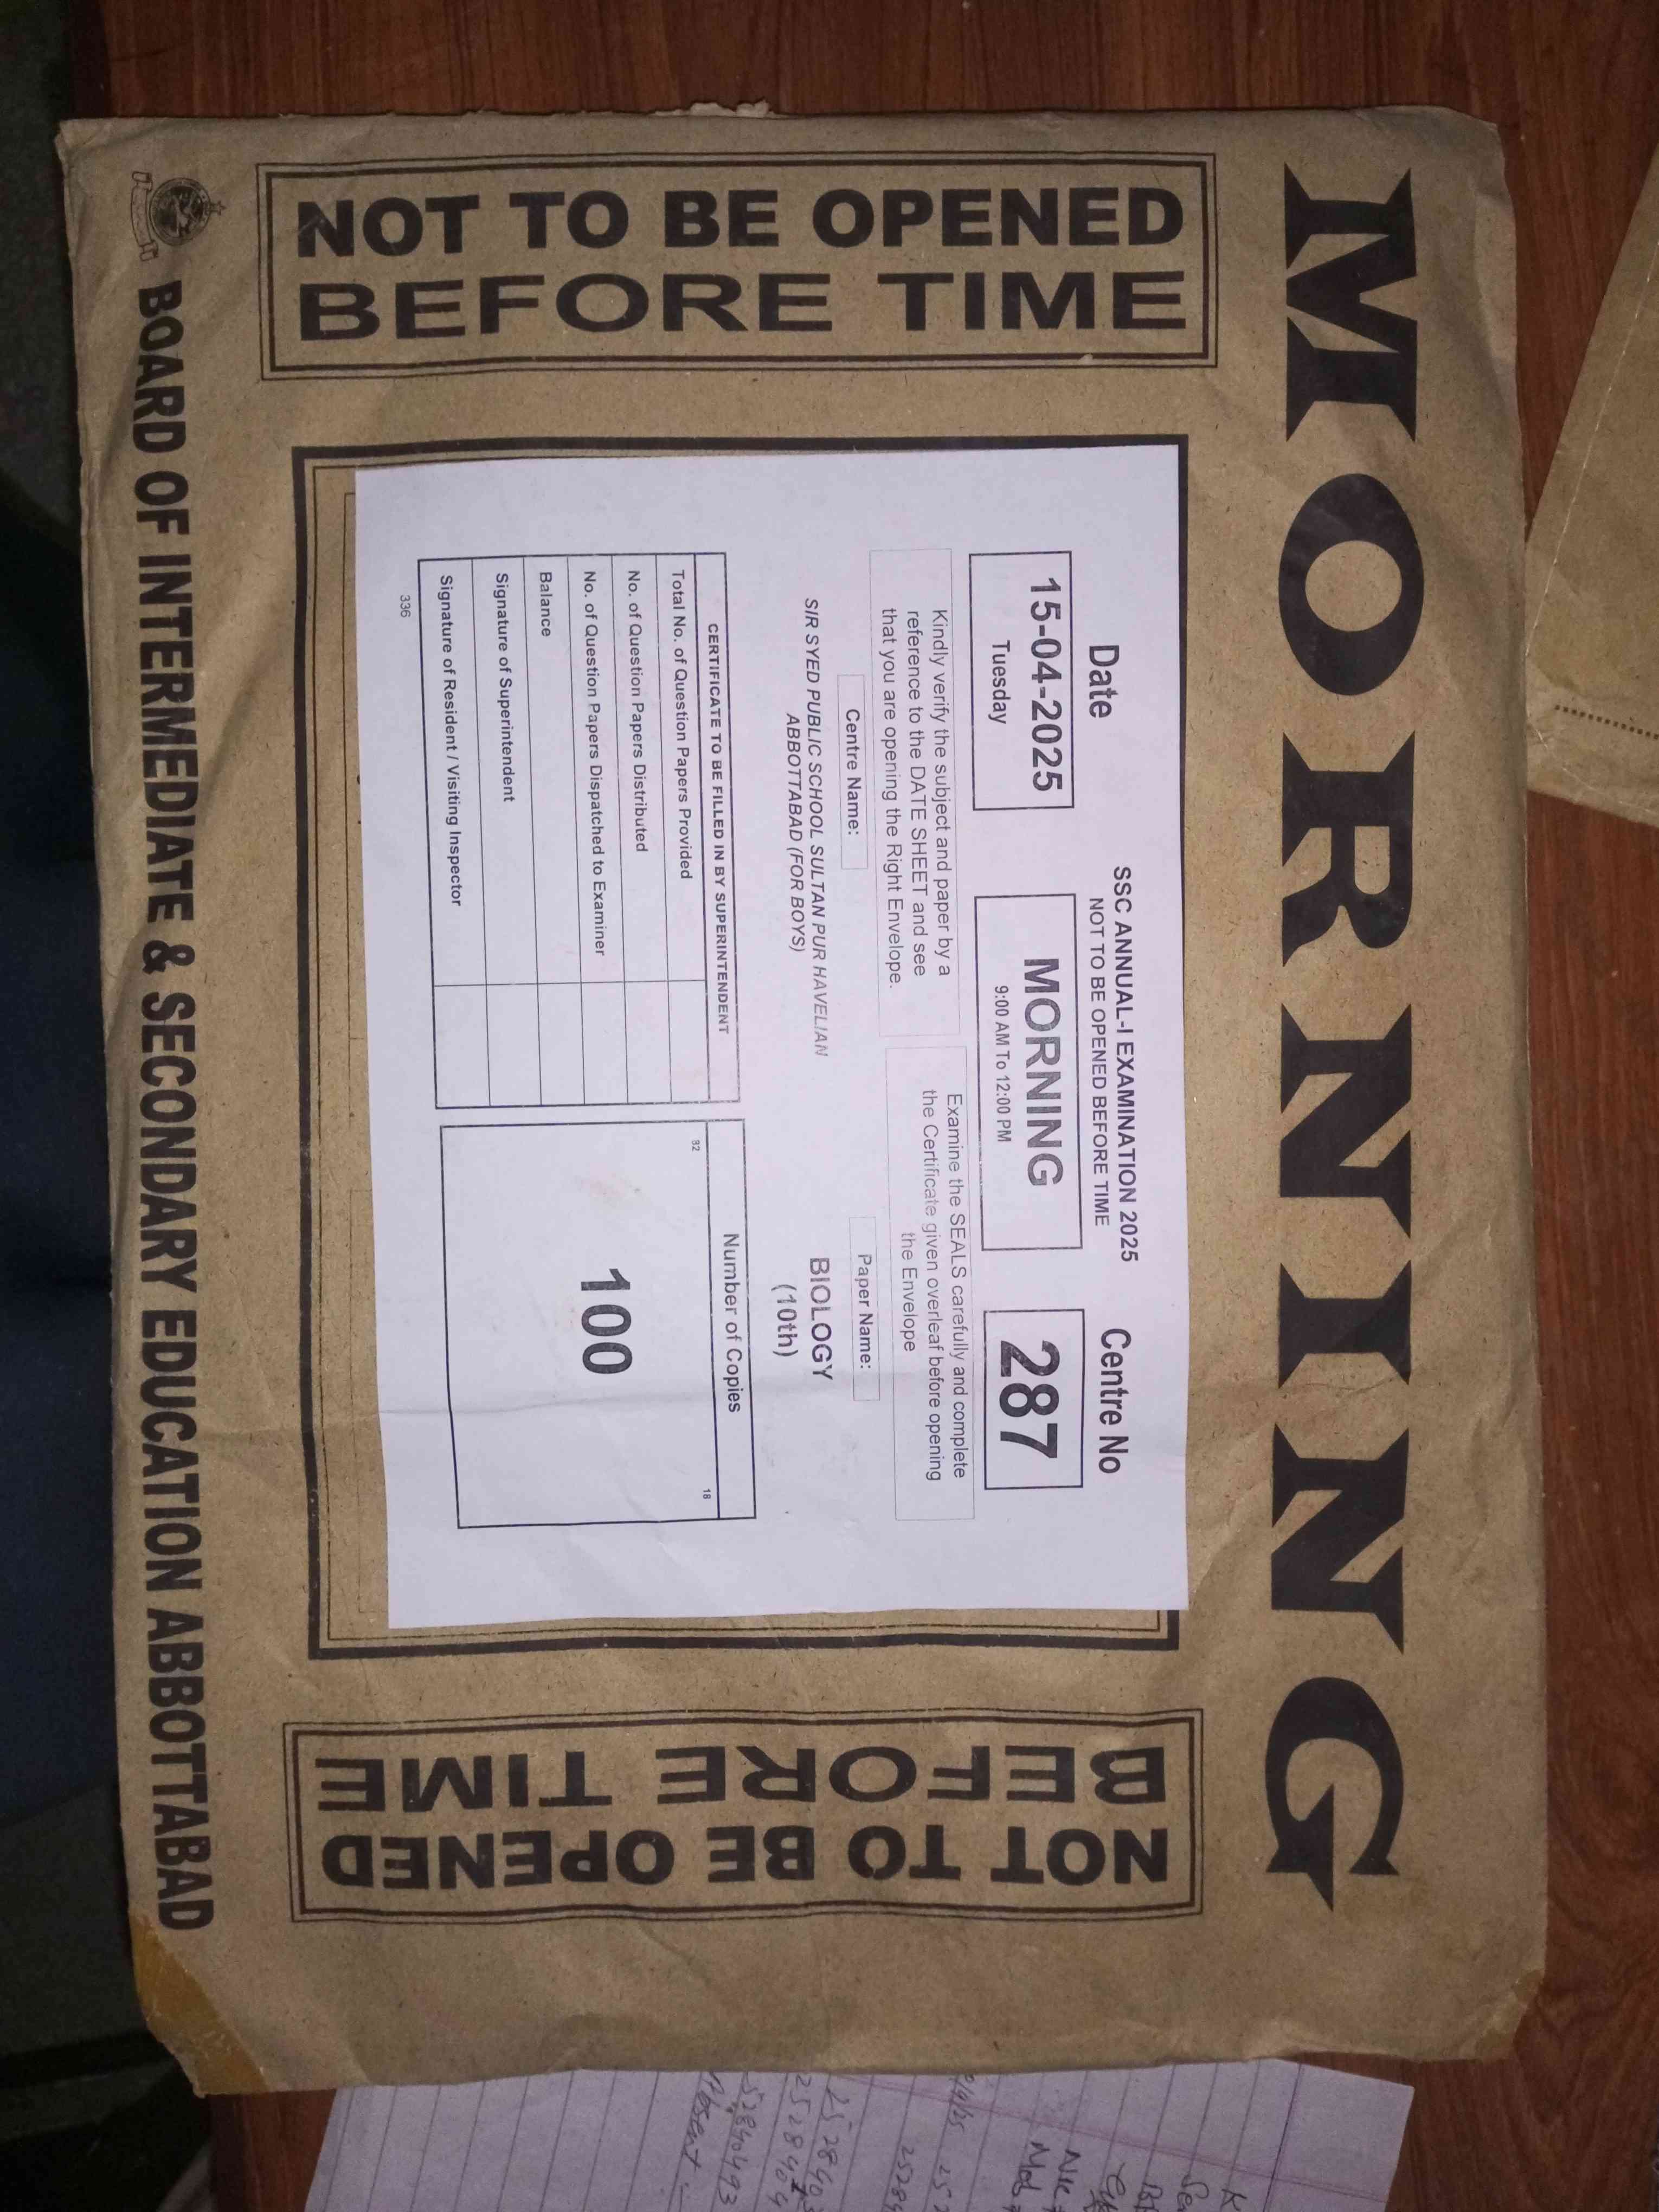 MORNING
NOT TO BE OPENED
BEFORE TIME
SSC ANNUAL-I EXAMINATION 2025
NOT TO BE OPENED BEFORE TIME
Date
15-04-2025
Tuesday
MORNING
9:00 AM To 12:00 PM
Centre No
287
Kindly verify the subject and paper by a
reference to the DATE SHEET and see
that you are opening the Right Envelope.
Examine the SEALS carefully and complete
the Certificate given overleaf before opening
the Envelope
Centre Name:
SIR SYED PUBLIC SCHOOL SULTAN PUR HAVELIAN
ABBOTTABAD (FOR BOYS)
Paper Name:
BIOLOGY
(10th)
CERTIFICATE TO BE FILLED IN BY SUPERINTENDENT
Total No. of Question Papers Provided
No. of Question Papers Distributed
No. of Question Papers Dispatched to Examiner
Balance
Signature of Superintendent
Signature of Resident / Visiting Inspector
336
Number of Copies
82
18
100
NOT TO BE OPENED
BEFORE TIME
BOARD OF INTERMEDIATE & SECONDARY EDUCATION ABBOTTABAD